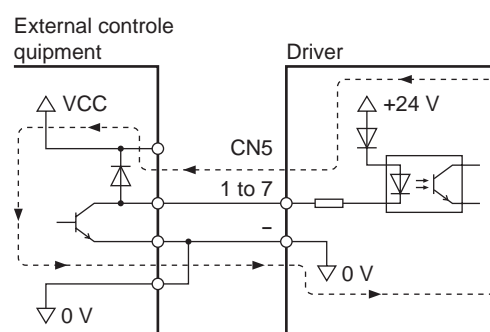 External controle
quipment
Driver
VCC
+24 V
CN5
1 to 7
–
0 V
0 V